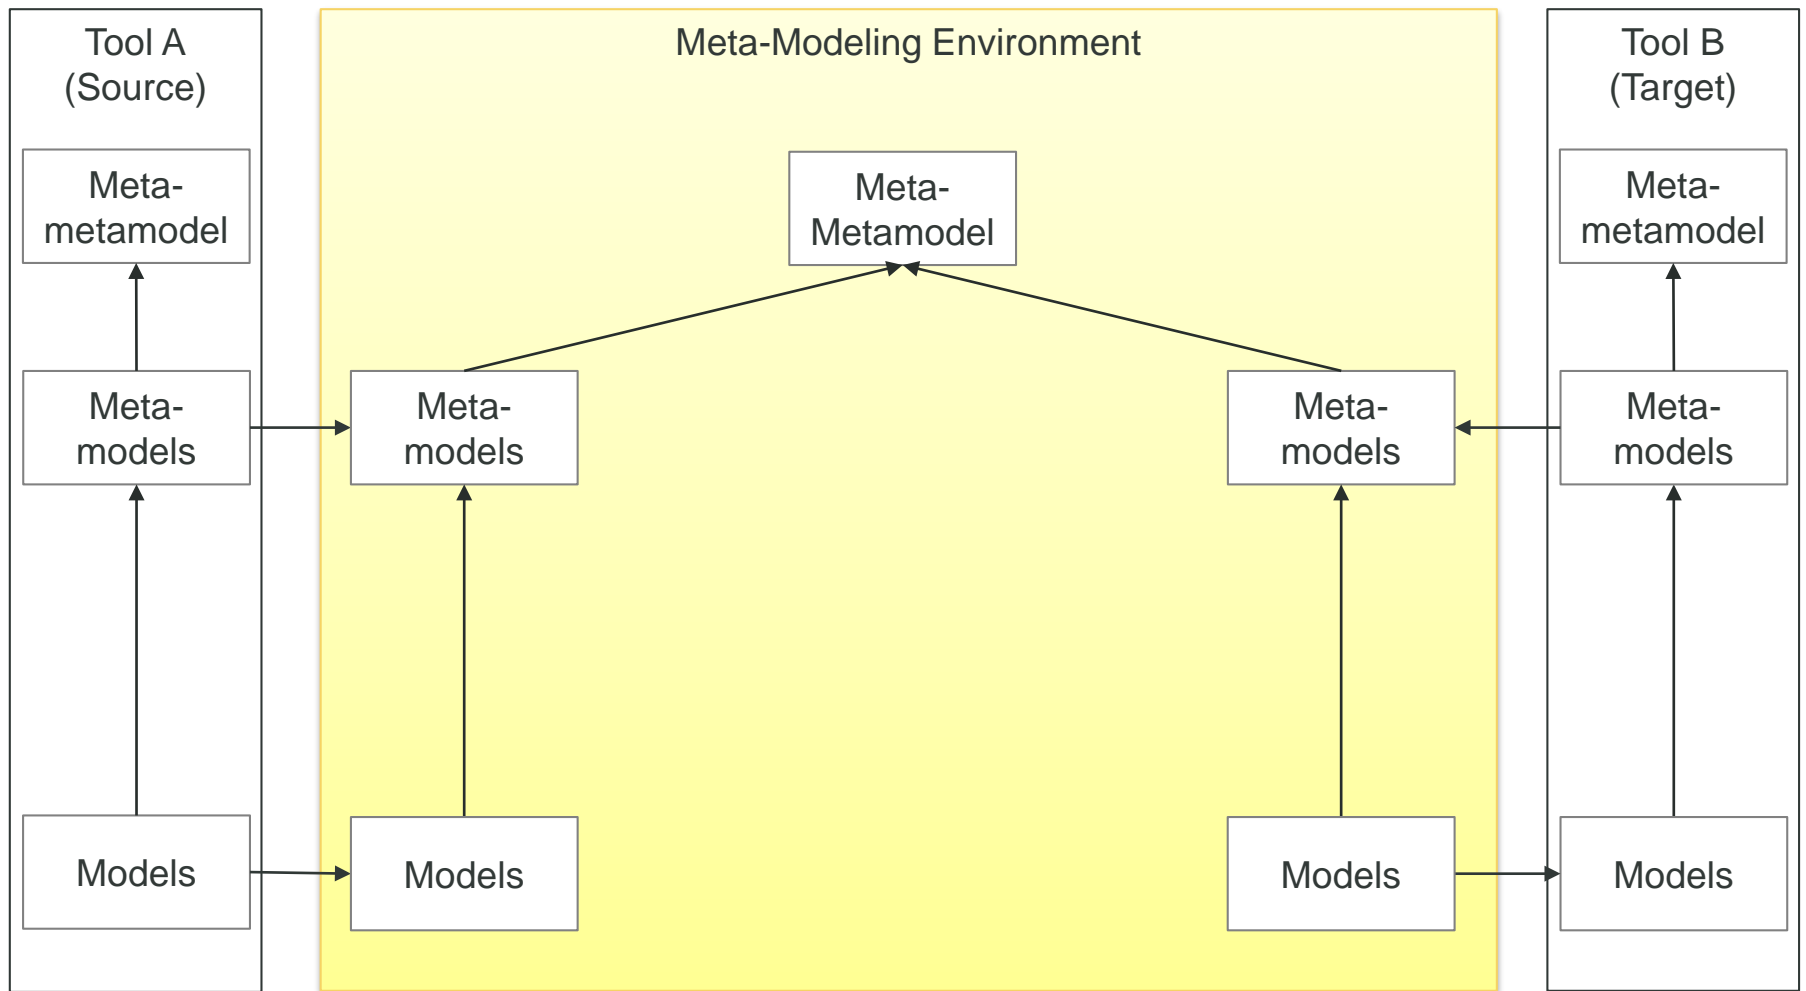 Tool A
(Source)
Meta-Modeling Environment
Tool B
(Target)
Meta-
metamodel
Meta-
Metamodel
Meta-
metamodel
Meta-
models
Meta-
models
Meta-
models
Meta-
models
Models
Models
Models
Models